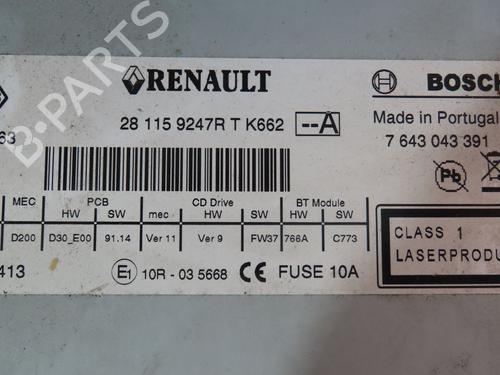 RENAULT
BOSCH
28 115 9247R T K662 --A
Made in Portugal
63
7 643 043 391
Pb
MEC PCB CD Drive BT Module
HW SW mec HW SW HW SW
D200 D30_E00 91.14 Ver 11 Ver 9 FW37 766A C773
CLASS 1
LASERPRODU
413
E1 10R - 03 5668 CE FUSE 10A
B-Parts